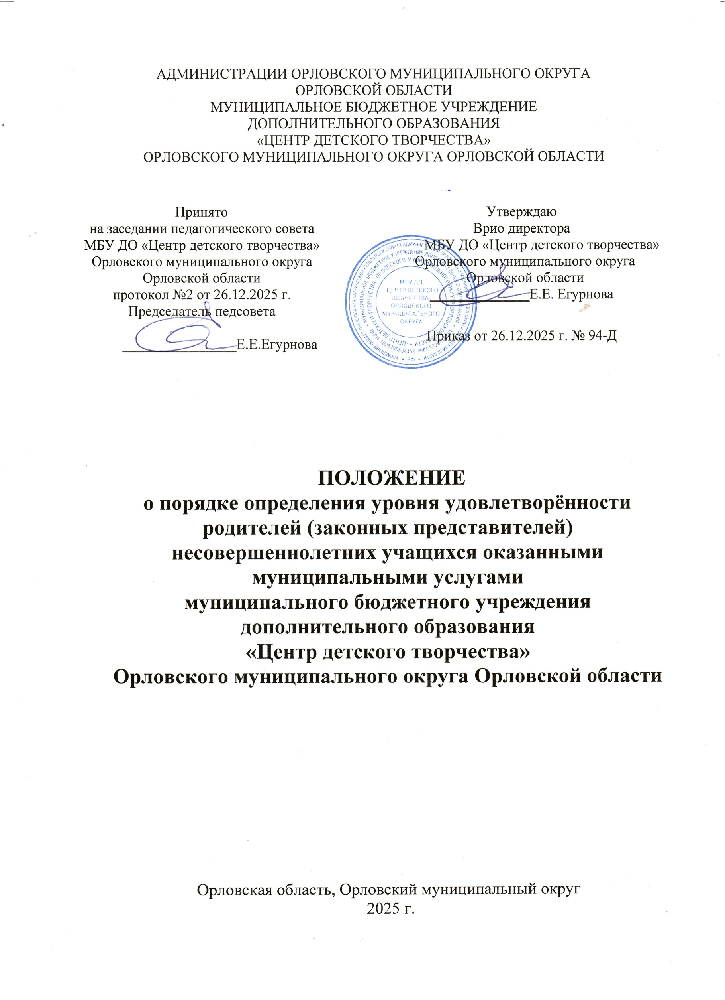 АДМИНИСТРАЦИИ ОРЛОВСКОГО МУНИЦИПАЛЬНОГО ОКРУГА
ОРЛОВСКОЙ ОБЛАСТИ
МУНИЦИПАЛЬНОЕ БЮДЖЕТНОЕ УЧРЕЖДЕНИЕ
ДОПОЛНИТЕЛЬНОГО ОБРАЗОВАНИЯ
«ЦЕНТР ДЕТСКОГО ТВОРЧЕСТВА»
ОРЛОВСКОГО МУНИЦИПАЛЬНОГО ОКРУГА ОРЛОВСКОЙ ОБЛАСТИ
Принято
на заседании педагогического совета
МБУ ДО «Центр детского творчества»
Орловского муниципального округа
Орловской области
протокол №2 от 26.12.2025 г.
Председатель педсовета
Е.Е.Егурнова
Утверждаю
Врио директора
МБУ ДО «Центр детского творчества»
Орловского муниципального округа
Орловской области
Е.Е. Егурнова
Приказ от 26.12.2025 г. № 94-Д
МБУ ДО
ЦЕНТР ДЕТСКОГО
ТВОРЧЕСТВА»
ОРЛОВСКОГО
МУНИЦИПАЛЬНОГО
ОКРУГА
ПОЛОЖЕНИЕ
о порядке определения уровня удовлетворённости
родителей (законных представителей)
несовершеннолетних учащихся оказанными
муниципальными услугами
муниципального бюджетного учреждения
дополнительного образования
«Центр детского творчества»
Орловского муниципального округа Орловской области
Орловская область, Орловский муниципальный округ
2025 г.